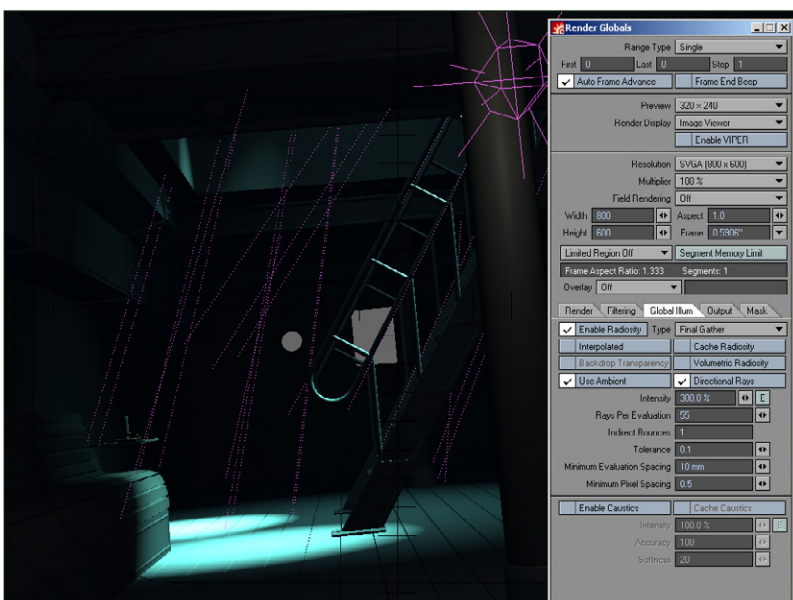 Render Globals
Range Type Single
First 0 Last 0 Step 1
Auto Frame Advance Frame End Beep
Preview 320 × 240
Render Display Image Viewer
Enable VIPER
Resolution SVGA (800 x 600)
Multiplier 100 %
Field Rendering Off
Width 800 Aspect 1.0
Height 600 Frame 0.5906"
Limited Region Off Segment Memory Limit
Frame Aspect Ratio: 1.333 Segments: 1
Overlay Off
Render Filtering Global Illum Output Mask
Enable Radiosity Type Final Gather
Interpolated Cache Radiosity
Backdrop Transparency Volumetric Radiosity
Use Ambient Directional Rays
Intensity 300.0 % E
Rays Per Evaluation 55
Indirect Bounces 1
Tolerance 0.1
Minimum Evaluation Spacing 10 mm
Minimum Pixel Spacing 0.5
Enable Caustics Cache Caustics
Intensity 100.0 % E
Accuracy 100
Softness 20